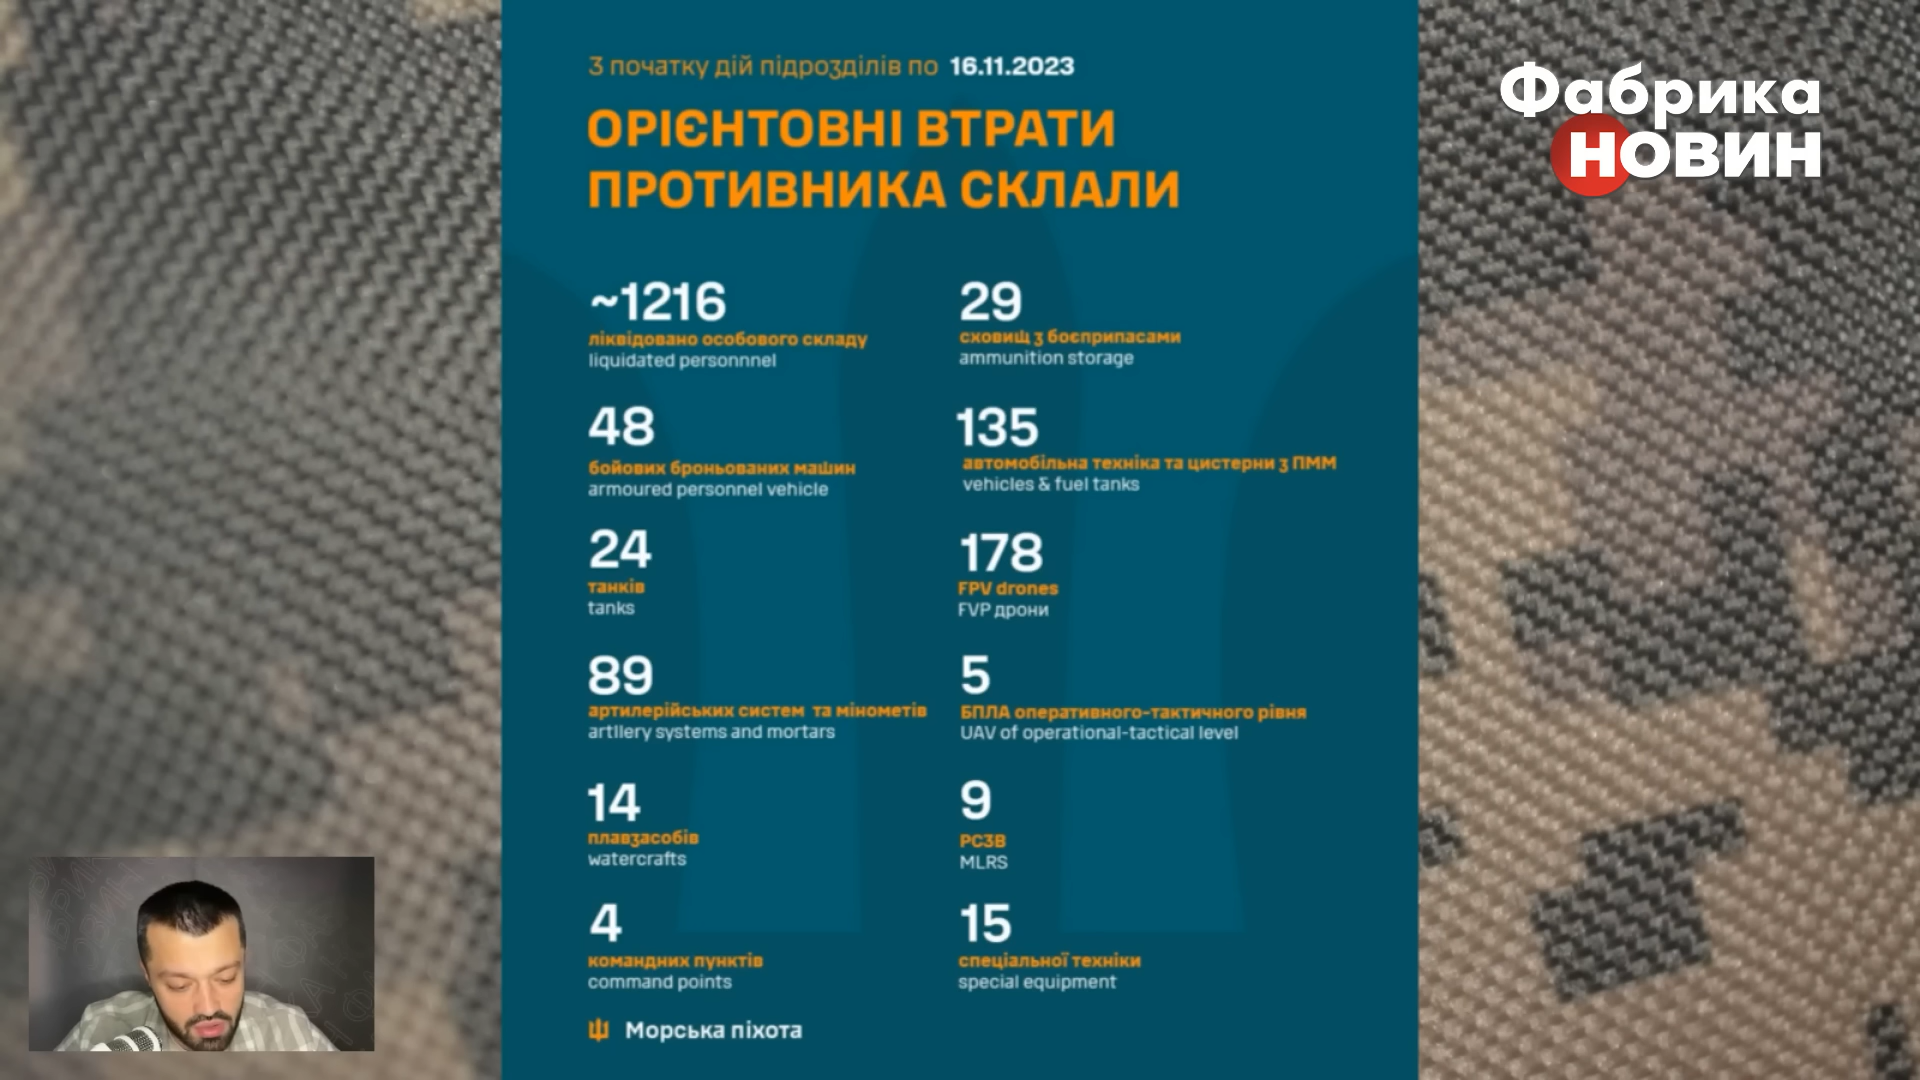 З початку дій підрозділів по 16.11.2023
ОРІЄНТОВНІ ВТРАТИ
ПРОТИВНИКА СКЛАЛИ
Фабрика
НОВИН
~1216
ліквідовано особового складу
liquidated personnnel
48
бойових броньованих машин
armoured personnel vehicle
24
танків
tanks
89
артилерійських систем та мінометів
artllery systems and mortars
14
плавзасобів
watercrafts
4
командних пунктів
command points
29
сховищ з боєприпасами
ammunition storage
135
автомобільна техніка та цистерни з ПММ
vehicles & fuel tanks
178
FPV drones
FVP дрони
5
БПЛА оперативного-тактичного рівня
UAV of operational-tactical level
9
РСЗВ
MLRS
15
спеціальної техніки
special equipment
Морська піхота